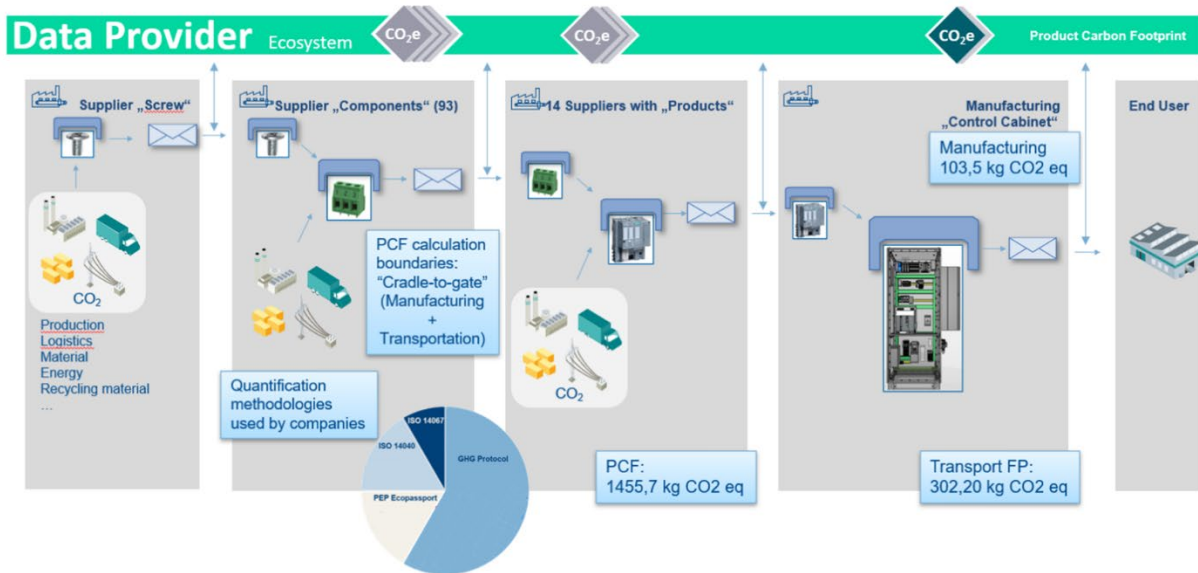 Data Provider Ecosystem
CO₂e
CO₂e
CO₂e
Product Carbon Footprint
Supplier „Screw“
Supplier „Components“ (93)
14 Suppliers with „Products“
Manufacturing
„Control Cabinet“
End User
Manufacturing
103,5 kg CO2 eq
CO₂
Production
Logistics
Material
Energy
Recycling material
...
PCF calculation
boundaries:
“Cradle-to-gate”
(Manufacturing
+
Transportation)
CO₂
Quantification
methodologies
used by companies
ISO 14067
ISO 14040
GHG Protocol
PEP Ecopassport
PCF:
1455,7 kg CO2 eq
Transport FP:
302,20 kg CO2 eq